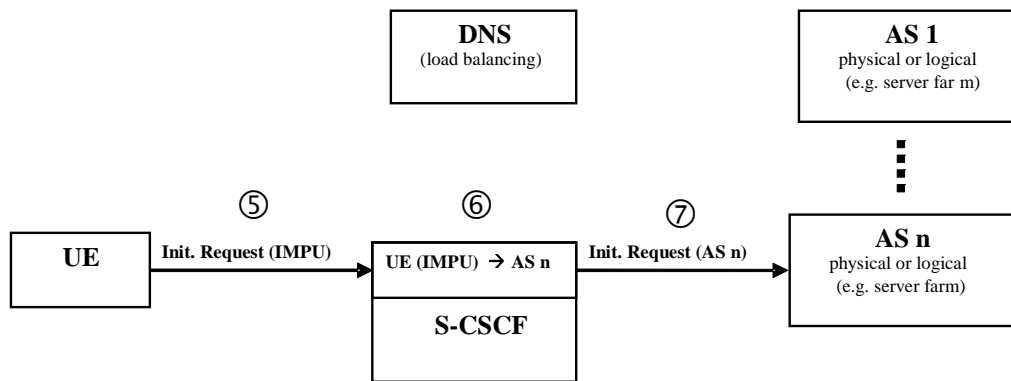 DNS
(load balancing)
AS 1
physical or logical
(e.g. server far m)
⑤
⑥
⑦
UE
Init. Request (IMPU)
UE (IMPU) → AS n
Init. Request (AS n)
AS n
physical or logical
(e.g. server farm)
S-CSCF